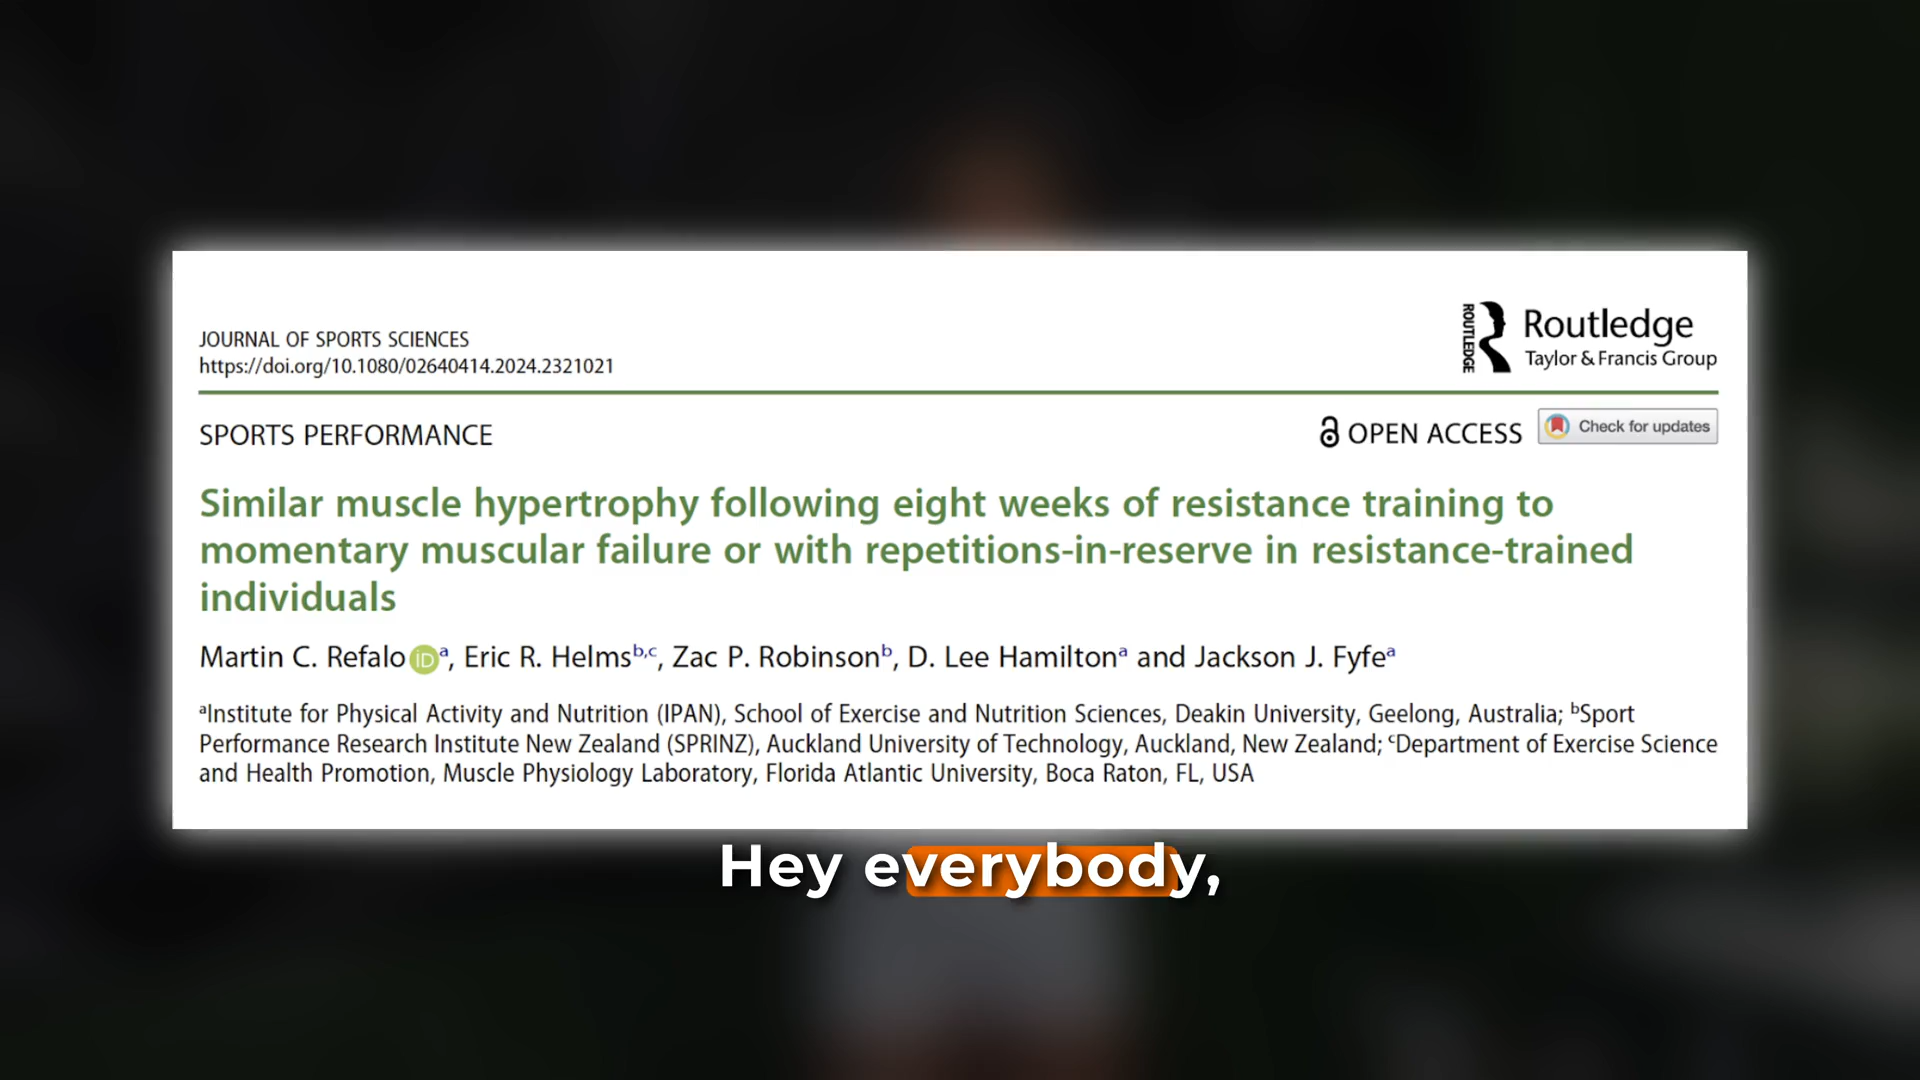 JOURNAL OF SPORTS SCIENCES
https://doi.org/10.1080/02640414.2024.2321021
ROUTLEDGE
Routledge
Taylor & Francis Group
SPORTS PERFORMANCE
OPEN ACCESS
Check for updates
Similar muscle hypertrophy following eight weeks of resistance training to
momentary muscular failure or with repetitions-in-reserve in resistance-trained
individuals
Martin C. Refalo iD a, Eric R. Helms b,c, Zac P. Robinson b, D. Lee Hamilton a and Jackson J. Fyfe a
aInstitute for Physical Activity and Nutrition (IPAN), School of Exercise and Nutrition Sciences, Deakin University, Geelong, Australia; bSport
Performance Research Institute New Zealand (SPRINZ), Auckland University of Technology, Auckland, New Zealand; cDepartment of Exercise Science
and Health Promotion, Muscle Physiology Laboratory, Florida Atlantic University, Boca Raton, FL, USA
Hey everybody,